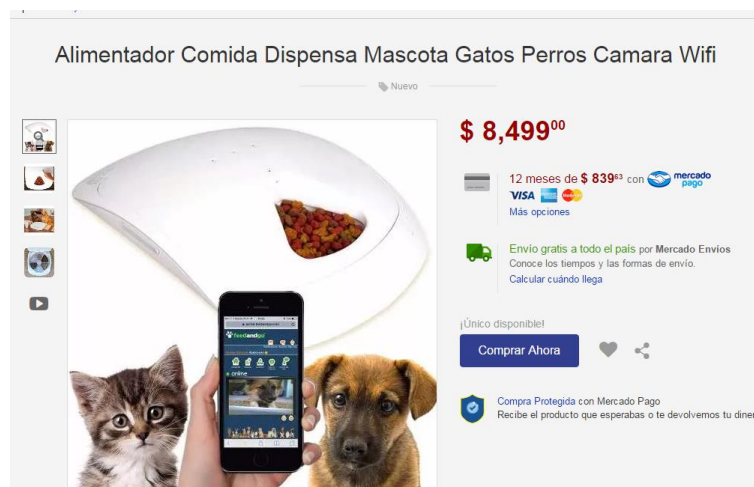 Alimentador Comida Dispensa Mascota Gatos Perros Camara Wifi
Nuevo
$ 8,499⁰⁰
12 meses de $ 839⁶³ con mercado pago
VISA
Más opciones
Envío gratis a todo el país por Mercado Envíos
Conoce los tiempos y las formas de envío.
Calcular cuándo llega
¡Único disponible!
Comprar Ahora
Compra Protegida con Mercado Pago
Recibe el producto que esperabas o te devolvemos tu diner
feedandgo
online